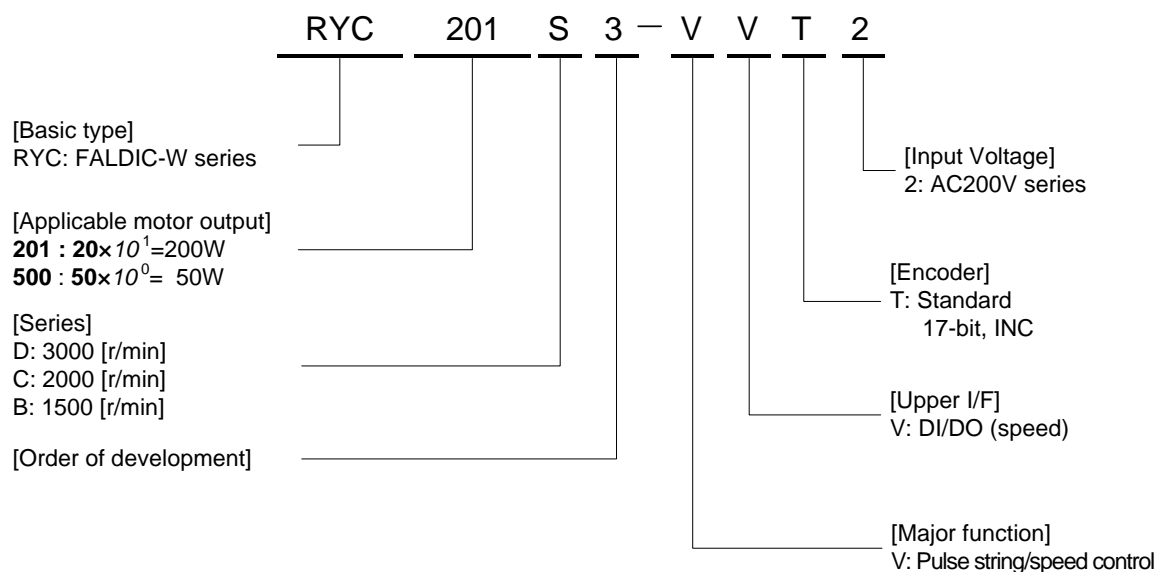 RYC 201 S 3 — V V T 2
[Basic type]
RYC: FALDIC-W series
[Applicable motor output]
201 : 20×10¹=200W
500 : 50×10⁰= 50W
[Series]
D: 3000 [r/min]
C: 2000 [r/min]
B: 1500 [r/min]
[Order of development]
[Input Voltage]
2: AC200V series
[Encoder]
T: Standard
17-bit, INC
[Upper I/F]
V: DI/DO (speed)
[Major function]
V: Pulse string/speed control